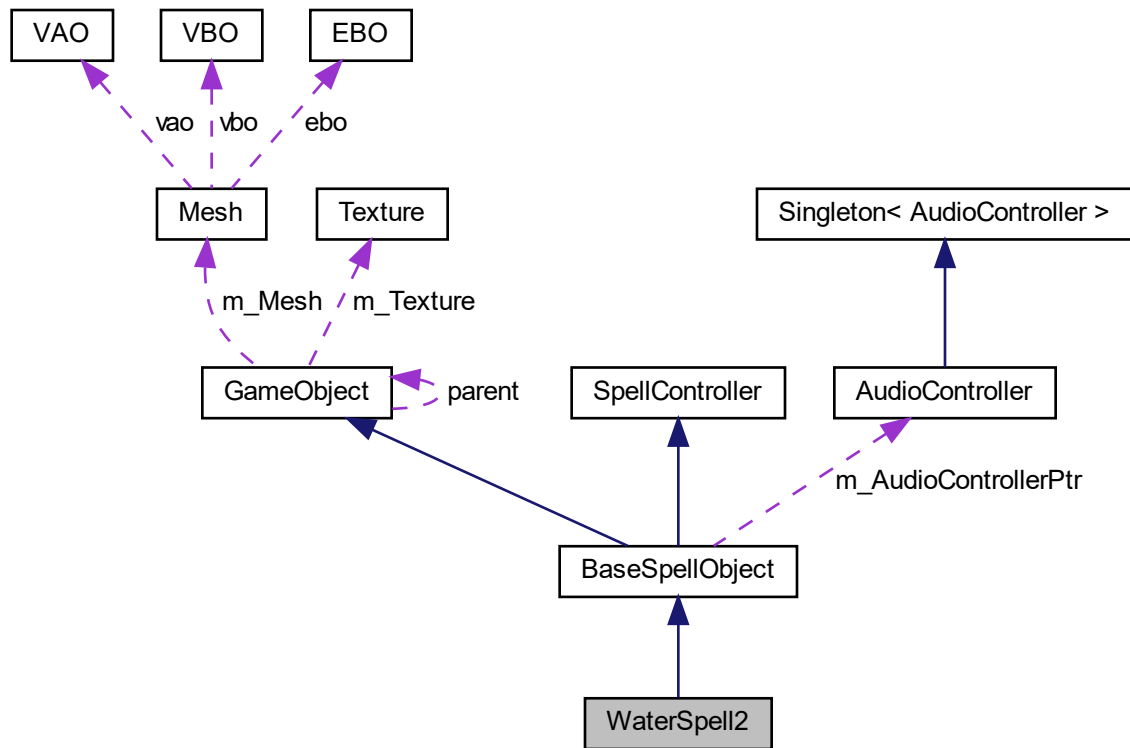 VAO
VBO
EBO
vao
vbo
ebo
Mesh
Texture
Singleton< AudioController >
m_Mesh
m_Texture
GameObject
parent
SpellController
AudioController
m_AudioControllerPtr
BaseSpellObject
WaterSpell2